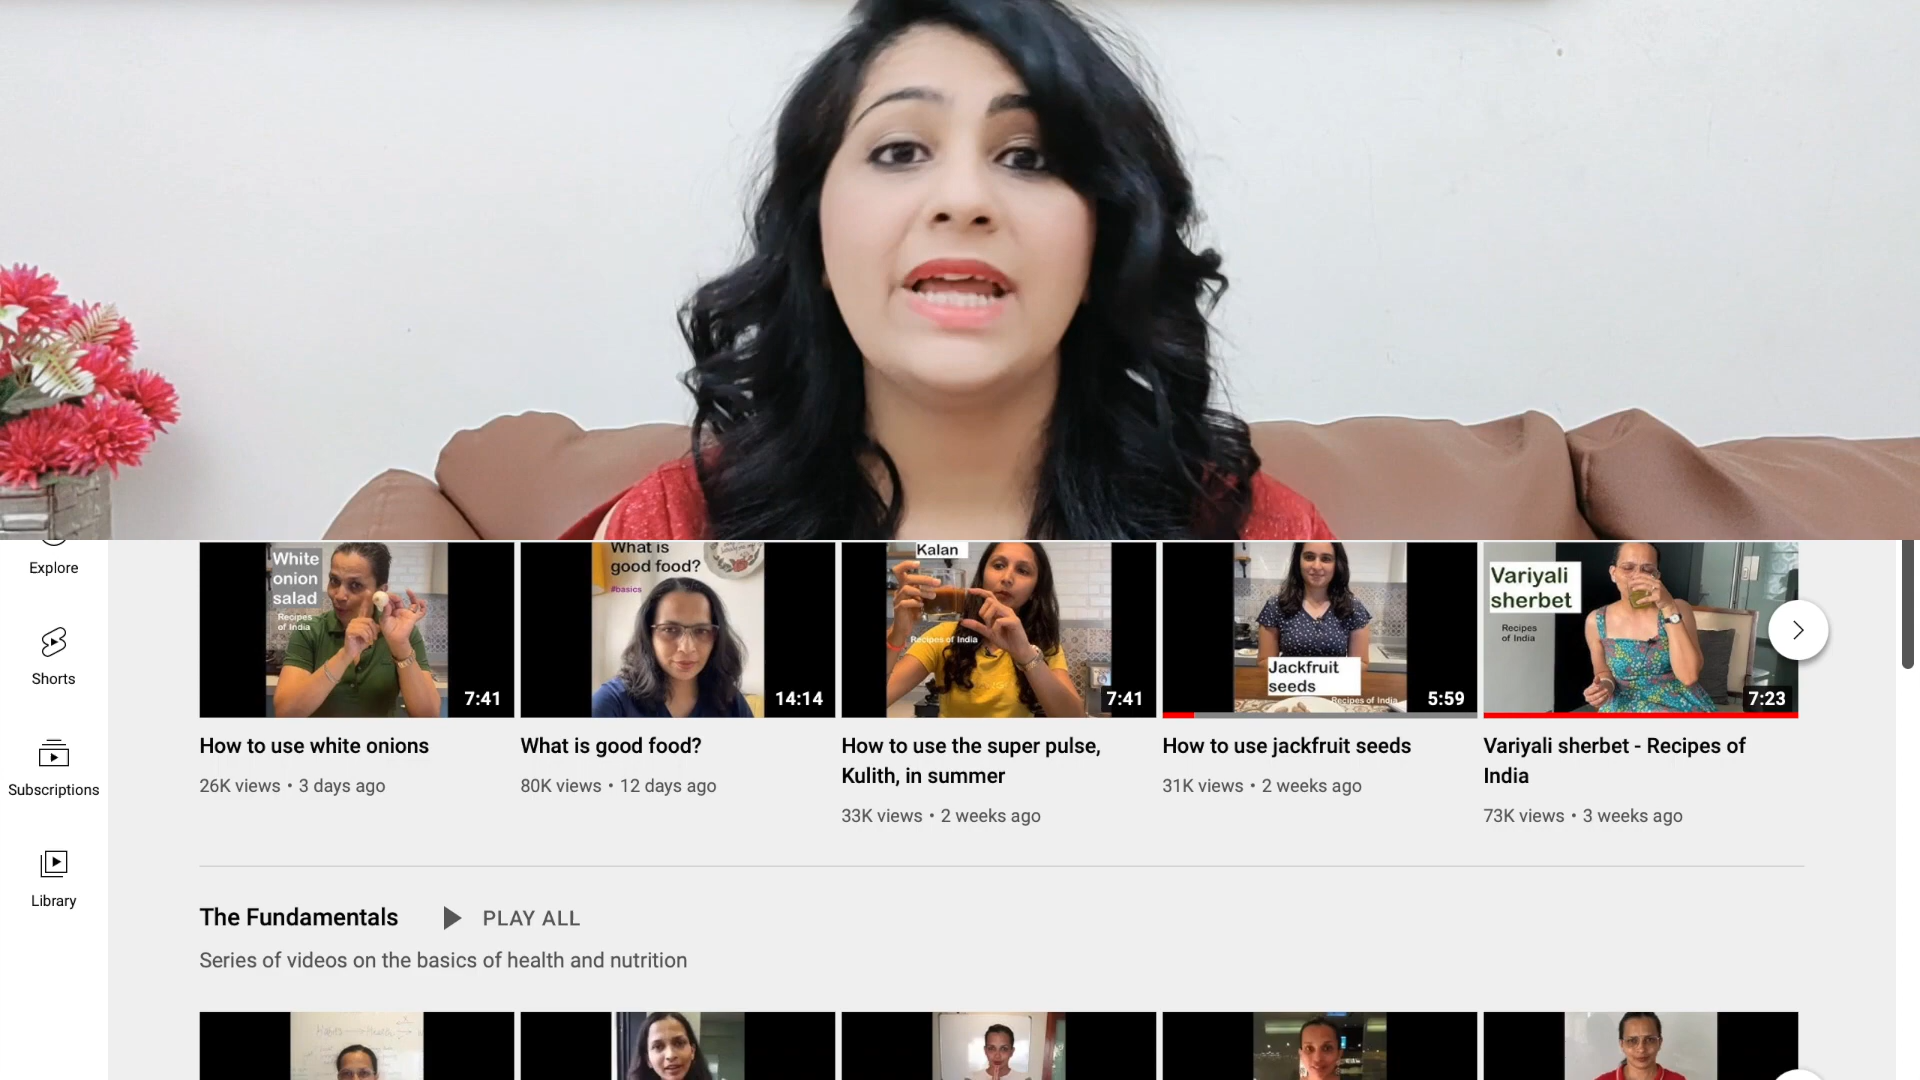 White
onion
salad
Recipes
of India
7:41
What is
good food?
#basics
14:14
Kalan
Recipes of India
7:41
Jackfruit
seeds
Recipes of India
5:59
Variyali
sherbet
Recipes
of India
7:23
Explore
Shorts
Subscriptions
Library
How to use white onions
26K views • 3 days ago
What is good food?
80K views • 12 days ago
How to use the super pulse,
Kulith, in summer
33K views • 2 weeks ago
How to use jackfruit seeds
31K views • 2 weeks ago
Variyali sherbet - Recipes of
India
73K views • 3 weeks ago
The Fundamentals
PLAY ALL
Series of videos on the basics of health and nutrition